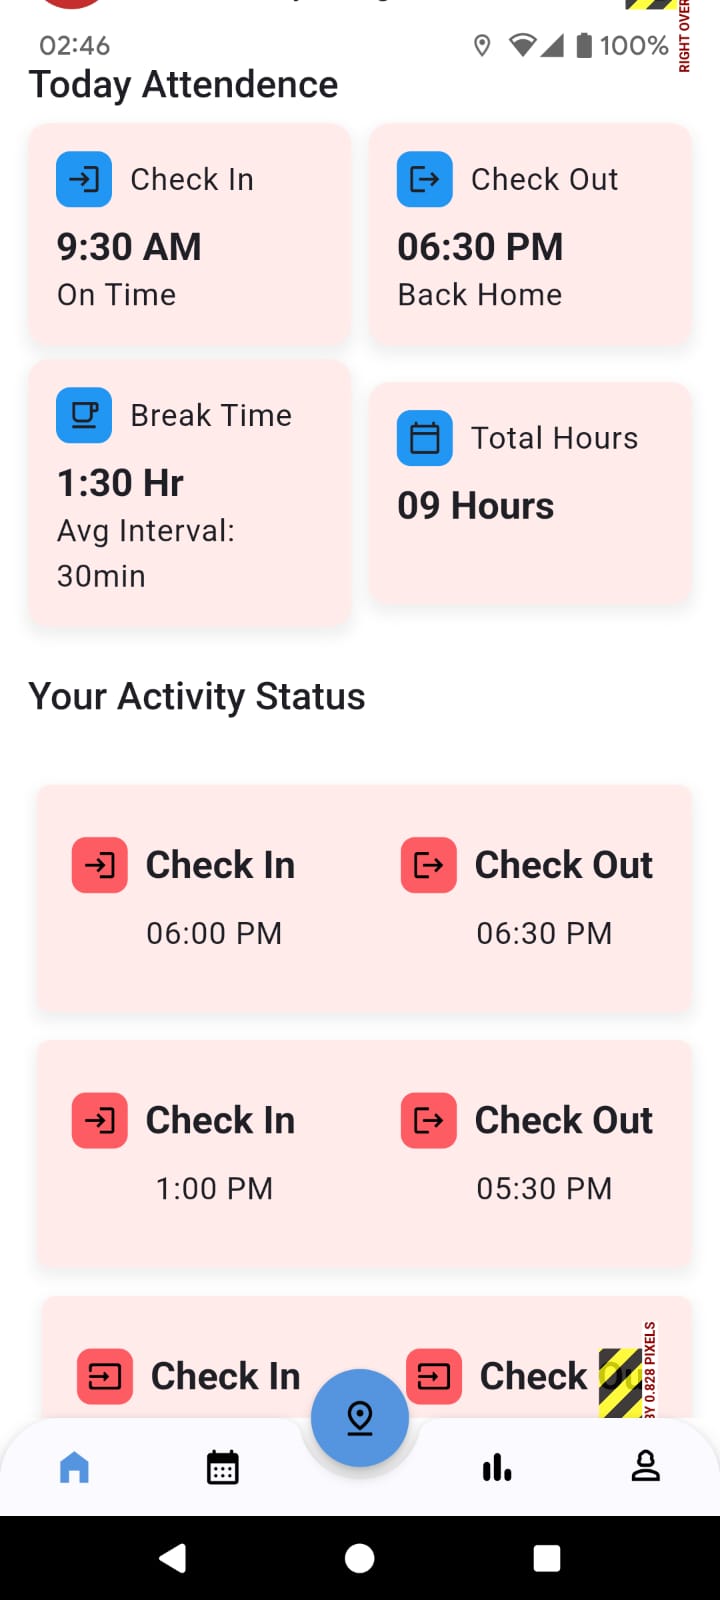 02:46
100%
RIGHT OVER
Today Attendence
Check In
9:30 AM
On Time
Check Out
06:30 PM
Back Home
Break Time
1:30 Hr
Avg Interval:
30min
Total Hours
09 Hours
Your Activity Status
Check In
06:00 PM
Check Out
06:30 PM
Check In
1:00 PM
Check Out
05:30 PM
Check In
Check Ou
BY 0.828 PIXELS